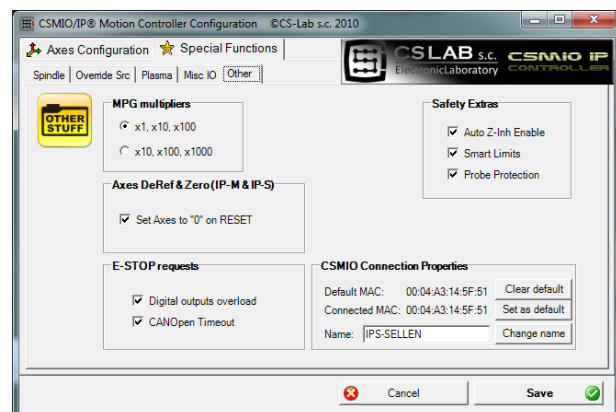 CSMIO/IP® Motion Controller Configuration ©CS-Lab s.c. 2010
Axes Configuration Special Functions
CSLAB s.c.
ElectronicLaboratory
CSMIO IP
CONTROLLER
Spindle Override Src Plasma Misc IO Other
OTHER
STUFF
MPG multipliers
x1, x10, x100
x10, x100, x1000
Safety Extras
Auto Z-Inh Enable
Smart Limits
Probe Protection
Axes DeRef & Zero (IP-M & IP-S)
Set Axes to "0" on RESET
E-STOP requests
Digital outputs overload
CANOpen Timeout
CSMIO Connection Properties
Default MAC: 00:04:A3:14:5F:51 Clear default
Connected MAC: 00:04:A3:14:5F:51 Set as default
Name: IPS-SELLEN Change name
Cancel Save